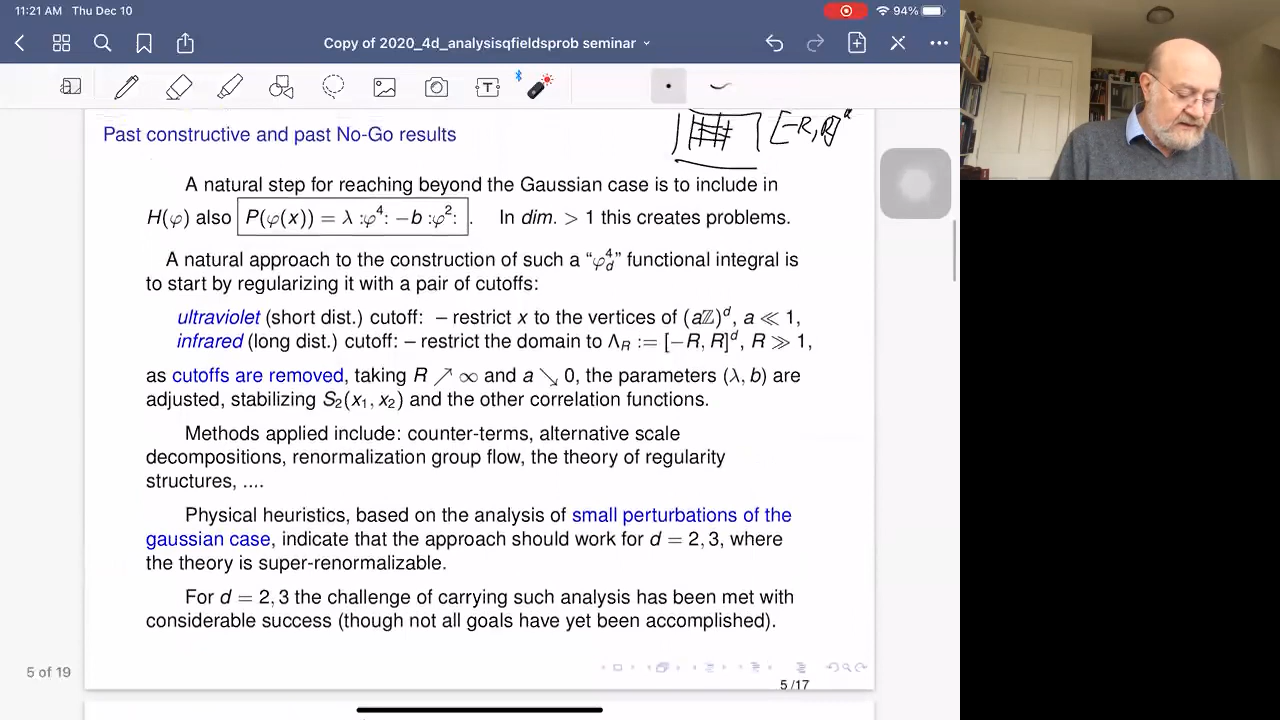 11:21 AM Thu Dec 10
94%
Copy of 2020_4d_analysisqfieldsprob seminar
Past constructive and past No-Go results
[-R, R]ᵈ
A natural step for reaching beyond the Gaussian case is to include in
H(φ) also P(φ(x)) = λ :φ⁴: −b :φ²: . In dim. > 1 this creates problems.
A natural approach to the construction of such a “φ⁴_d” functional integral is
to start by regularizing it with a pair of cutoffs:
ultraviolet (short dist.) cutoff: – restrict x to the vertices of (aℤ)ᵈ, a ≪ 1,
infrared (long dist.) cutoff: – restrict the domain to Λ_R := [−R, R]ᵈ, R ≫ 1,
as cutoffs are removed, taking R ↗ ∞ and a ↘ 0, the parameters (λ, b) are
adjusted, stabilizing S₂(x₁, x₂) and the other correlation functions.
Methods applied include: counter-terms, alternative scale
decompositions, renormalization group flow, the theory of regularity
structures, ....
Physical heuristics, based on the analysis of small perturbations of the
gaussian case, indicate that the approach should work for d = 2, 3, where
the theory is super-renormalizable.
For d = 2, 3 the challenge of carrying such analysis has been met with
considerable success (though not all goals have yet been accomplished).
5 of 19
5 /17